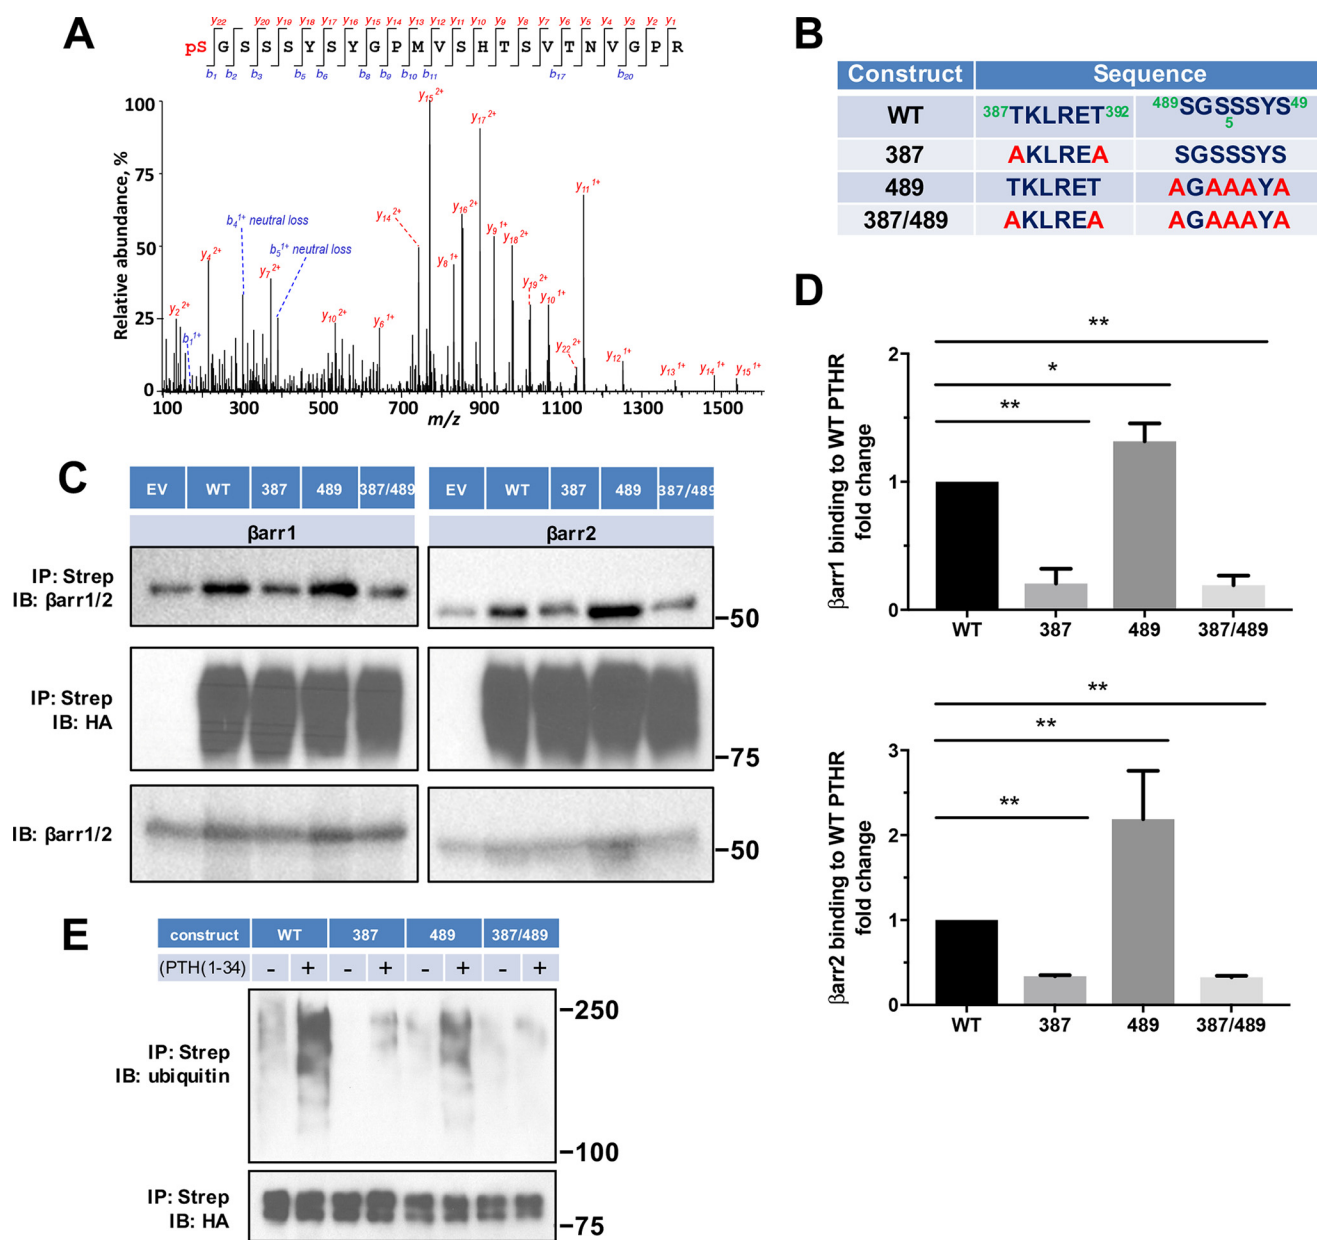 A
y22 y20 y19 y18 y17 y16 y15 y14 y13 y12 y11 y10 y9 y8 y7 y6 y5 y4 y3 y2 y1
pS G S S S Y S Y G P M V S H T S V T N V G P R
b1 b2 b3 b5 b6 b8 b9 b10 b11 b17 b20
Relative abundance, %
100
75
50
25
0
y2 2+
b1 1+
y4 2+
b4 1+ neutral loss
y7 2+
b5 1+ neutral loss
y10 2+
y6 1+
y14 2+
y15 2+
y8 1+
y16 2+
y17 2+
y9 1+
y18 2+
y19 2+
y10 1+
y22 2+
y11 1+
y12 1+
y13 1+
y14 1+
y15 1+
100 300 500 700 900 1100 1300 1500
m/z
B
Construct Sequence
WT 387TKLRET392 489SGSSSYS49
5
387 AKLREA SGSSSYS
489 TKLRET AGAAAYA
387/489 AKLREA AGAAAYA
C
EV WT 387 489 387/489 EV WT 387 489 387/489
βarr1 βarr2
IP: Strep
IB: βarr1/2
–50
IP: Strep
IB: HA
–75
IB: βarr1/2
–50
D
**
*
**
βarr1 binding to WT PTHR
fold change
2
1
0
WT 387 489 387/489
**
**
**
βarr2 binding to WT PTHR
fold change
3
2
1
0
WT 387 489 387/489
E
construct WT 387 489 387/489
(PTH(1-34) - + - + - + - +
–250
IP: Strep
IB: ubiquitin
–100
IP: Strep
IB: HA
–75